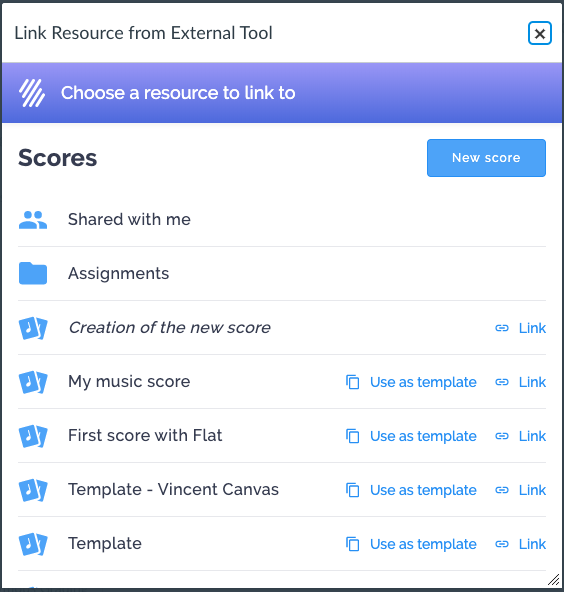 Link Resource from External Tool
Choose a resource to link to
Scores
New score
Shared with me
Assignments
Creation of the new score Link
My music score Use as template Link
First score with Flat Use as template Link
Template - Vincent Canvas Use as template Link
Template Use as template Link